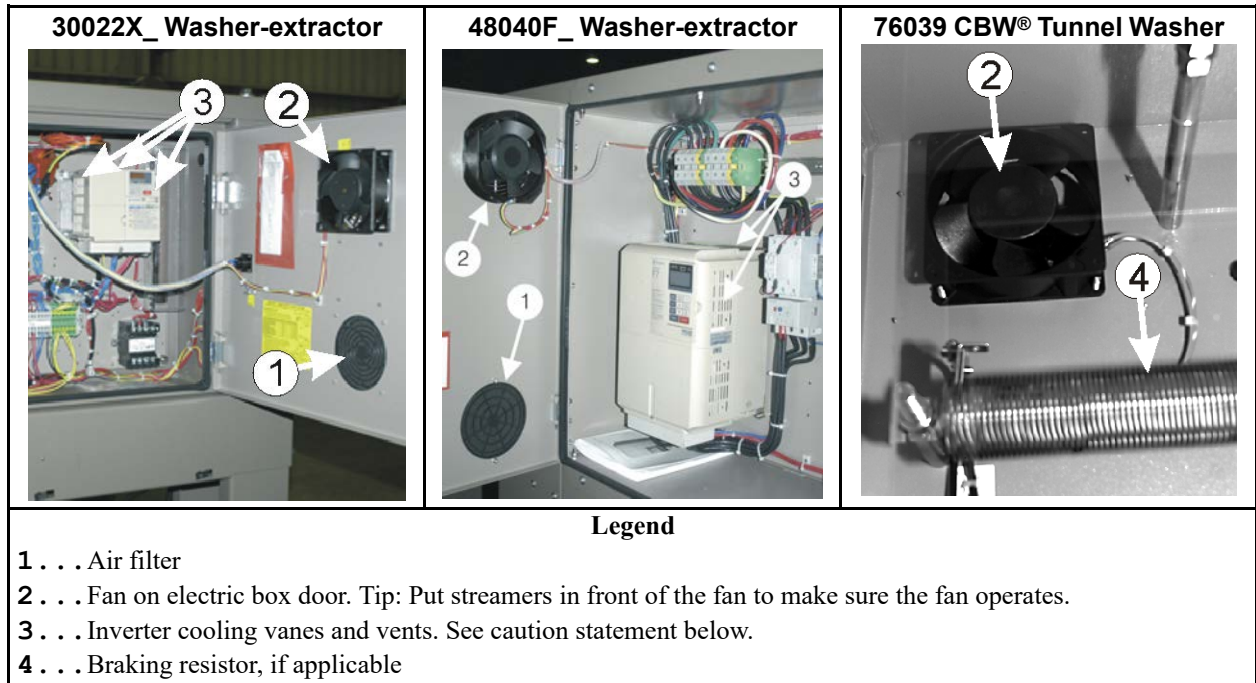 30022X_ Washer-extractor
48040F_ Washer-extractor
76039 CBW® Tunnel Washer
3
2
1
2
3
1
2
4
Legend
1...Air filter
2...Fan on electric box door. Tip: Put streamers in front of the fan to make sure the fan operates.
3...Inverter cooling vanes and vents. See caution statement below.
4...Braking resistor, if applicable